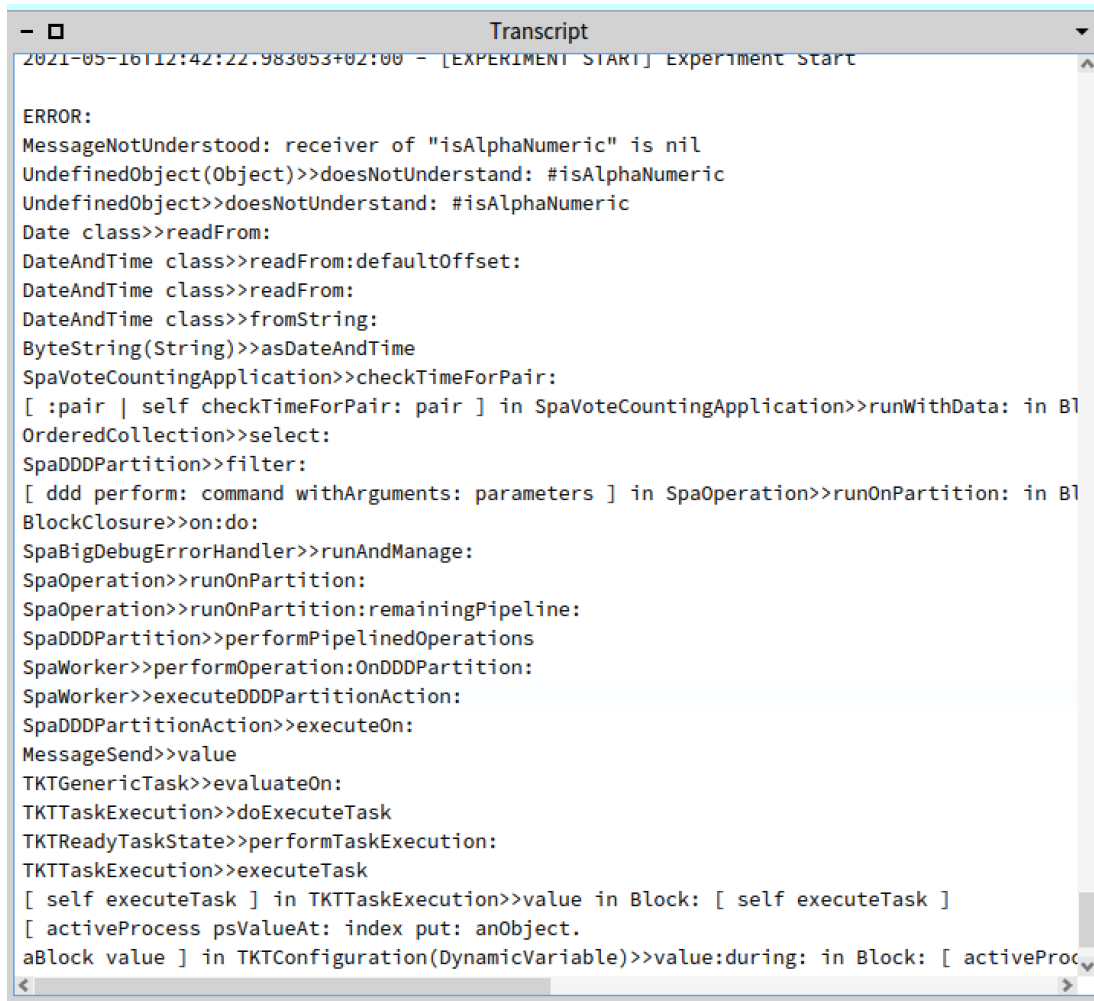 Transcript
2021-05-16T12:42:22.983053+02:00 - [EXPERIMENT START] Experiment Start
ERROR:
MessageNotUnderstood: receiver of "isAlphaNumeric" is nil
UndefinedObject(Object)>>doesNotUnderstand: #isAlphaNumeric
UndefinedObject>>doesNotUnderstand: #isAlphaNumeric
Date class>>readFrom:
DateAndTime class>>readFrom:defaultOffset:
DateAndTime class>>readFrom:
DateAndTime class>>fromString:
ByteString(String)>>asDateAndTime
SpaVoteCountingApplication>>checkTimeForPair:
[ :pair | self checkTimeForPair: pair ] in SpaVoteCountingApplication>>runWithData: in Bl
OrderedCollection>>select:
SpaDDDPartition>>filter:
[ ddd perform: command withArguments: parameters ] in SpaOperation>>runOnPartition: in Bl
BlockClosure>>on:do:
SpaBigDebugErrorHandler>>runAndManage:
SpaOperation>>runOnPartition:
SpaOperation>>runOnPartition:remainingPipeline:
SpaDDDPartition>>performPipelinedOperations
SpaWorker>>performOperation:OnDDDPartition:
SpaWorker>>executeDDDPartitionAction:
SpaDDDPartitionAction>>executeOn:
MessageSend>>value
TKTGenericTask>>evaluateOn:
TKTTaskExecution>>doExecuteTask
TKTReadyTaskState>>performTaskExecution:
TKTTaskExecution>>executeTask
[ self executeTask ] in TKTTaskExecution>>value in Block: [ self executeTask ]
[ activeProcess psValueAt: index put: anObject.
aBlock value ] in TKTConfiguration(DynamicVariable)>>value:during: in Block: [ activeProc